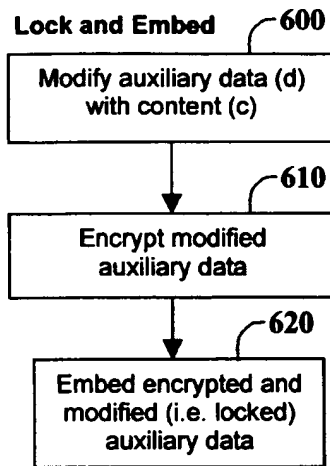 Lock and Embed
600
Modify auxiliary data (d)
with content (c)
610
Encrypt modified
auxiliary data
620
Embed encrypted and
modified (i.e. locked)
auxiliary data